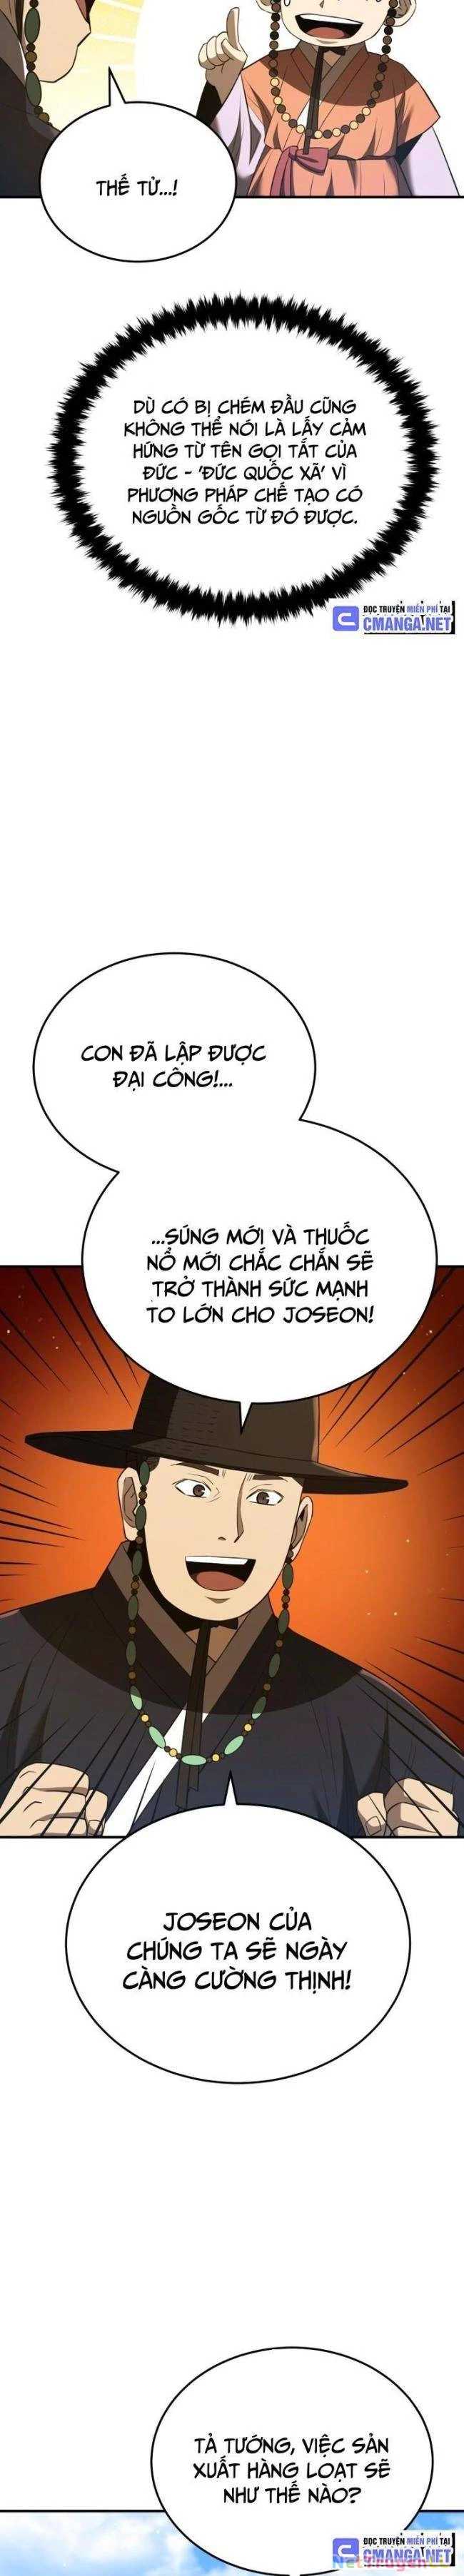 THẾ TỬ...!
DÙ CÓ BỊ CHÉM ĐẦU CŨNG
KHÔNG THỂ NÓI LÀ LẤY CẢM
HỨNG TỪ TÊN GỌI TẮT CỦA
ĐỨC - 'ĐỨC QUỐC XÃ' VÌ
PHƯƠNG PHÁP CHẾ TẠO CÓ
NGUỒN GỐC TỪ ĐÓ ĐƯỢC.
ĐỌC TRUYỆN MIỄN PHÍ TẠI
CMANGA.NET
CON ĐÃ LẬP ĐƯỢC
ĐẠI CÔNG!...
...SÚNG MỚI VÀ THUỐC
NỔ MỚI CHẮC CHẮN SẼ
TRỞ THÀNH SỨC MẠNH
TO LỚN CHO JOSEON!
JOSEON CỦA
CHÚNG TA SẼ NGÀY
CÀNG CƯỜNG THỊNH!
TẢ TƯỚNG, VIỆC SẢN
XUẤT HÀNG LOẠT SẼ
NHƯ THẾ NÀO?
ĐỌC TRUYỆN MIỄN PHÍ TẠI
CMANGA.NET